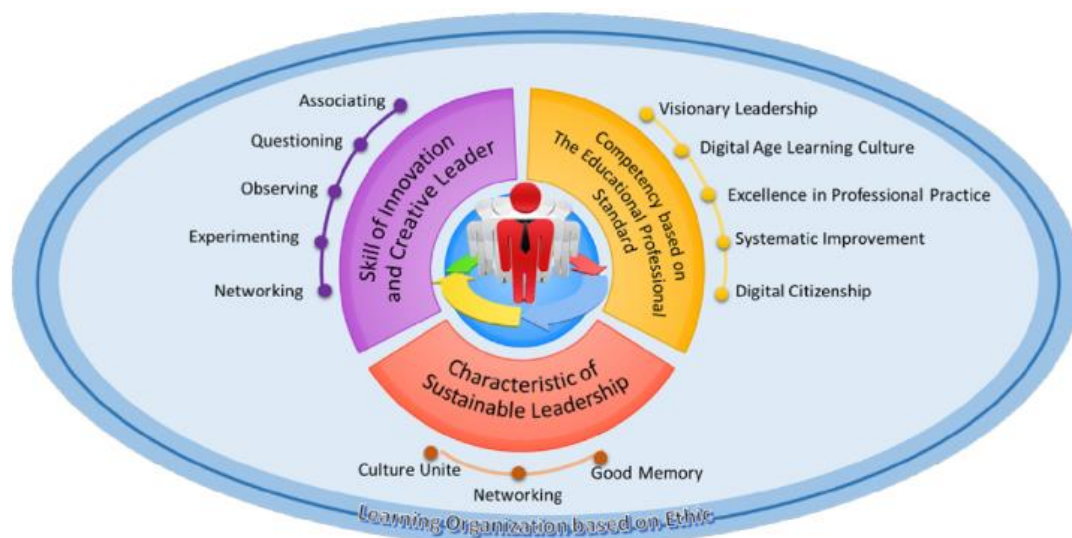 Associating
Questioning
Observing
Experimenting
Networking
Skill of Innovation
and Creative Leader
Competency based on
The Educational Professional
Standard
Visionary Leadership
Digital Age Learning Culture
Excellence in Professional Practice
Systematic Improvement
Digital Citizenship
Characteristic of
Sustainable Leadership
Culture Unite
Networking
Good Memory
Learning Organization based on Ethic